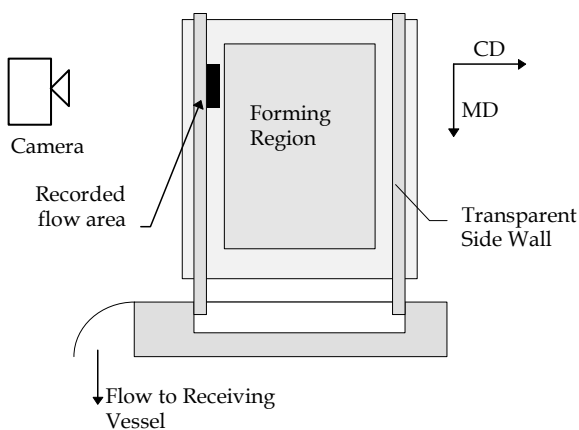 CD
MD
Forming
Region
Camera
Recorded
flow area
Transparent
Side Wall
Flow to Receiving
Vessel